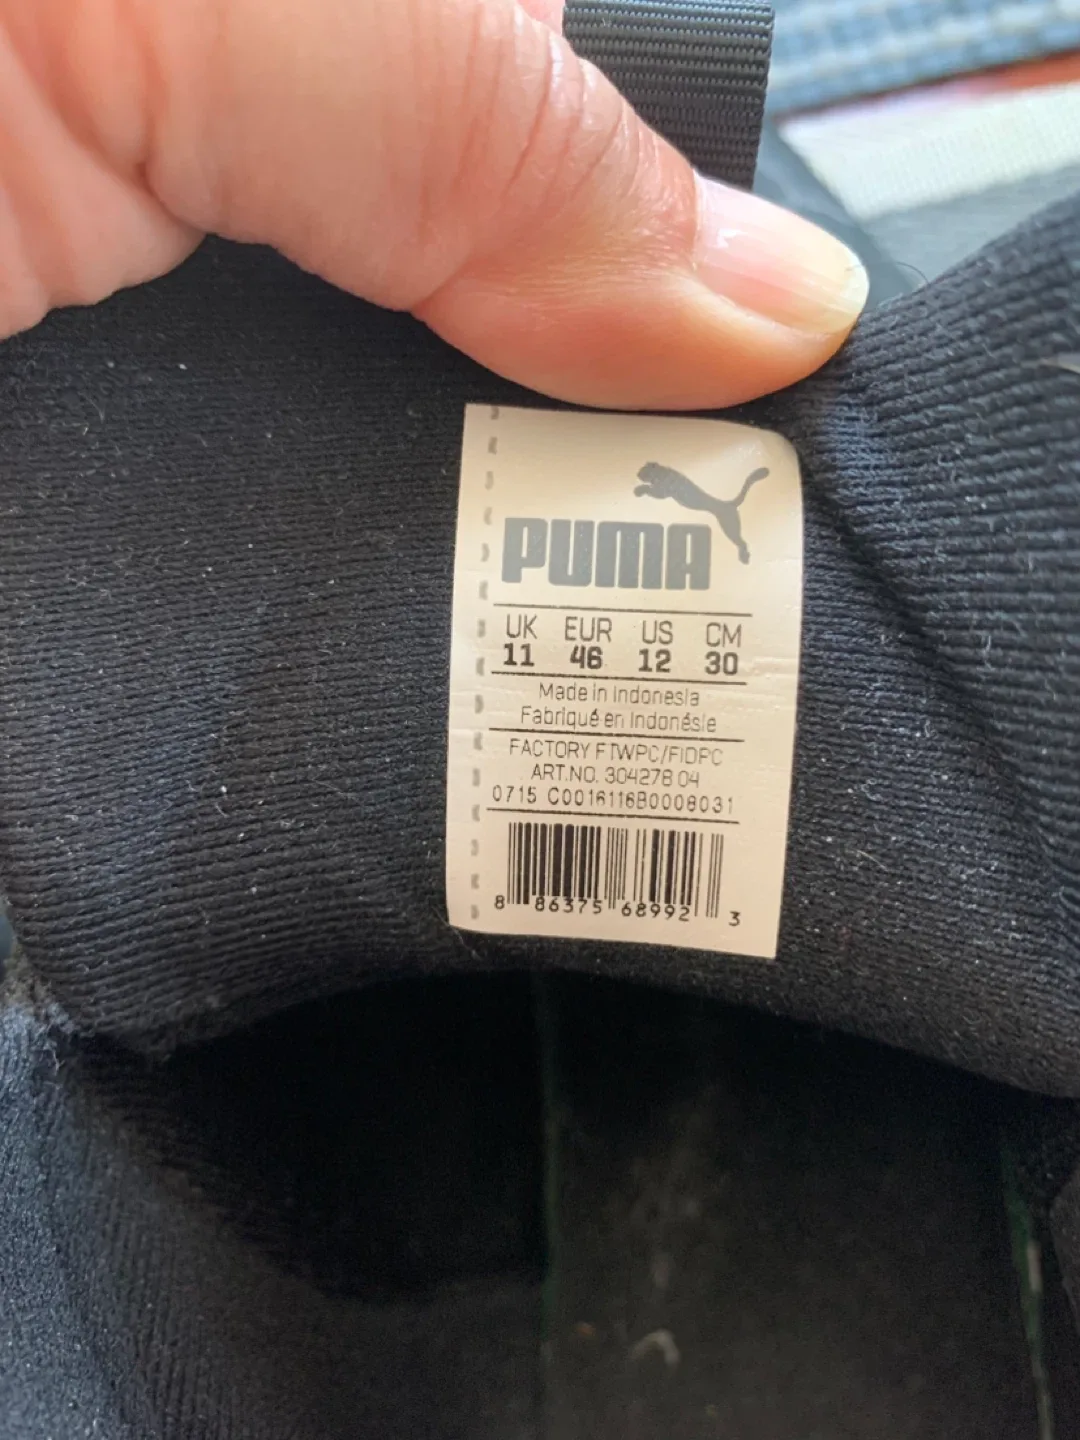 PUMA
UK EUR US CM
11 46 12 30
Made in Indonesia
Fabriqué en Indonésie
FACTORY FTWPC/FIDPC
ART.NO. 304278 04
0715 C0016116B0008031
8 86375 68992 3